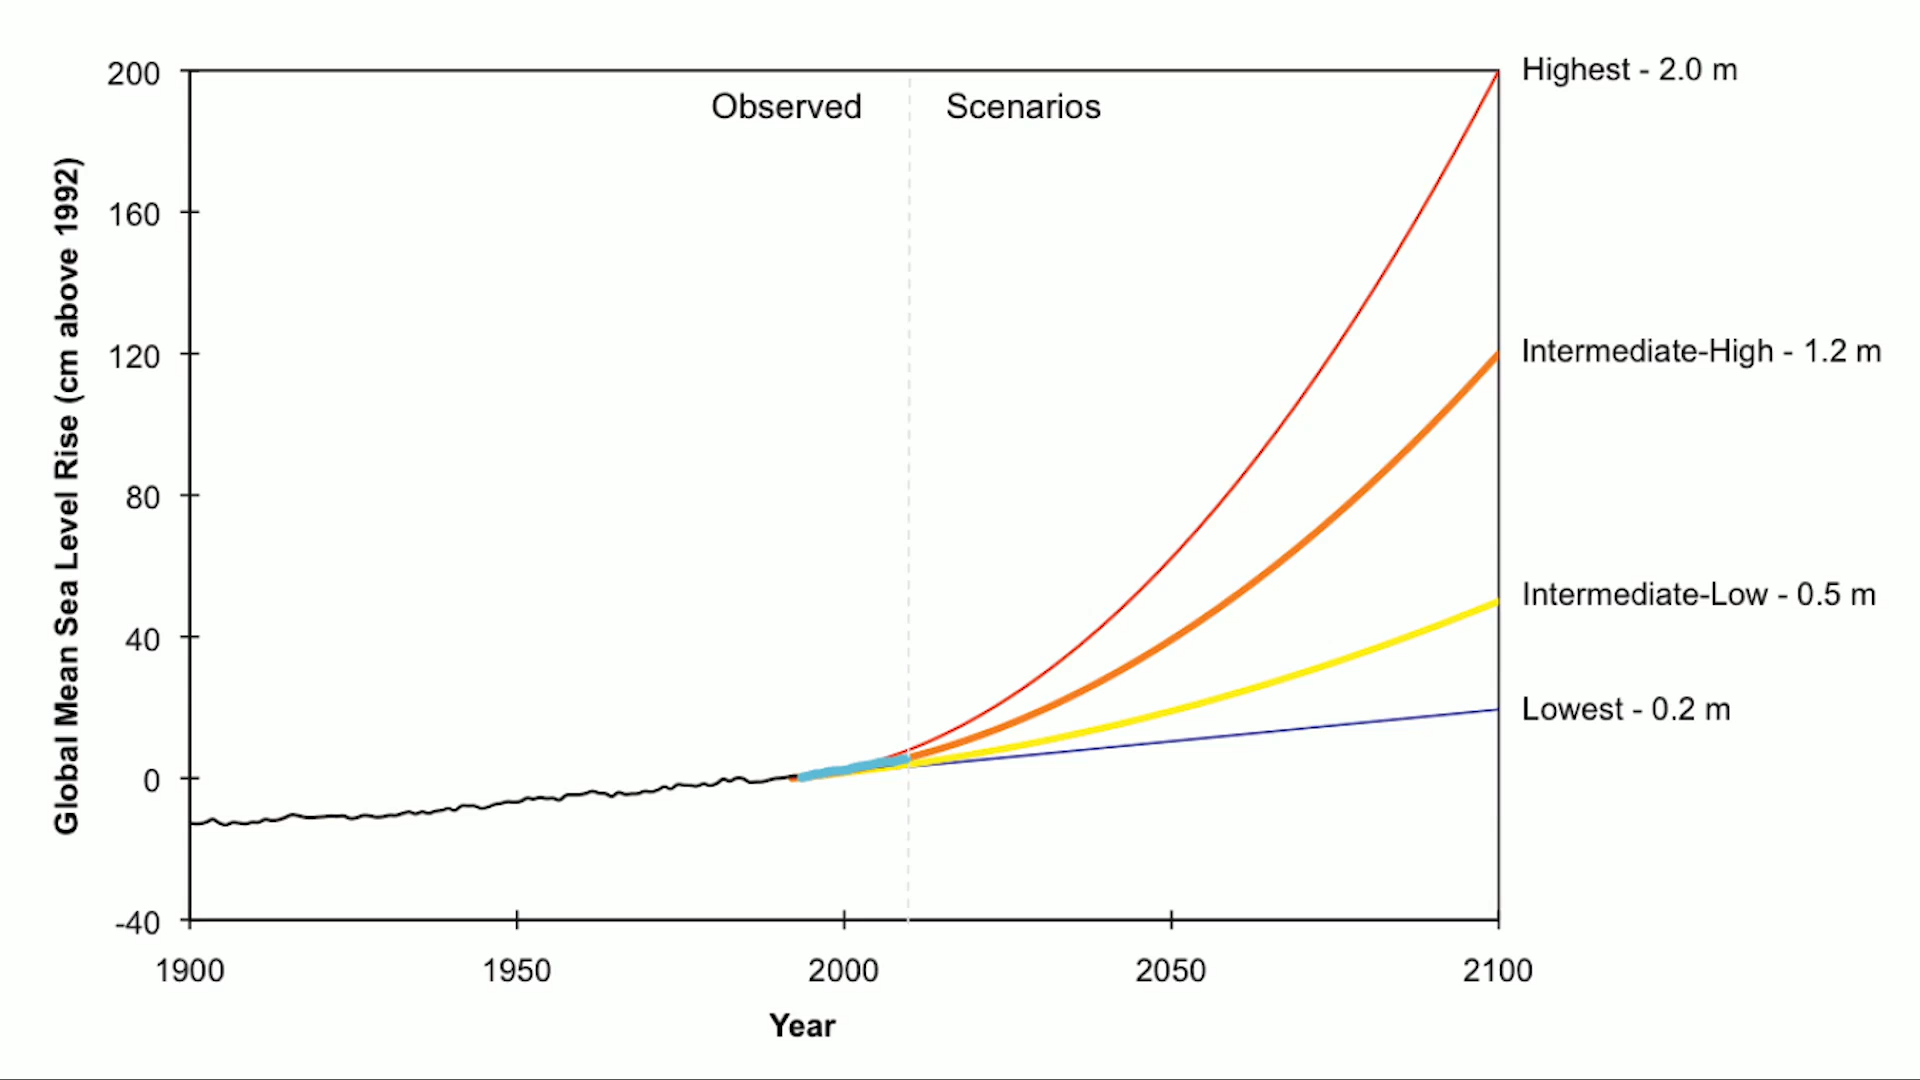 Observed
Scenarios
Global Mean Sea Level Rise (cm above 1992)
200
160
120
80
40
0
-40
1900
1950
2000
2050
2100
Year
Highest - 2.0 m
Intermediate-High - 1.2 m
Intermediate-Low - 0.5 m
Lowest - 0.2 m